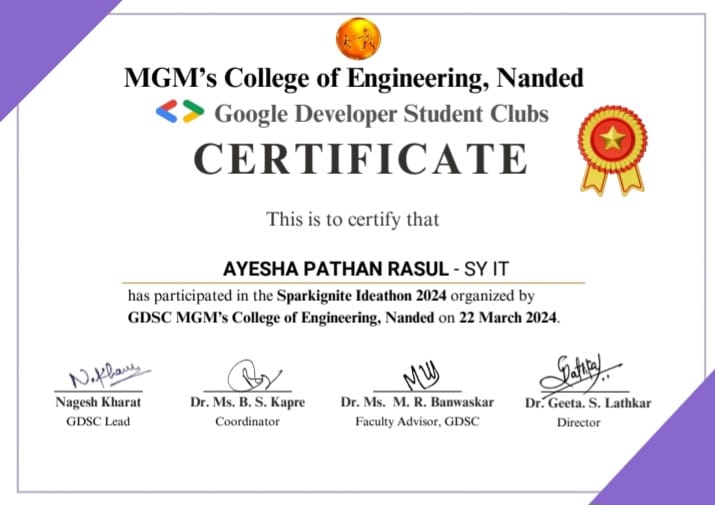 MGM's College of Engineering, Nanded
Google Developer Student Clubs
CERTIFICATE
This is to certify that
AYESHA PATHAN RASUL - SY IT
has participated in the Sparkignite Ideathon 2024 organized by
GDSC MGM's College of Engineering, Nanded on 22 March 2024.
N.Kharat
Nagesh Kharat
GDSC Lead
Dr. Ms. B. S. Kapre
Coordinator
Dr. Ms. M. R. Banwaskar
Faculty Advisor, GDSC
Dr. Geeta. S. Lathkar
Director